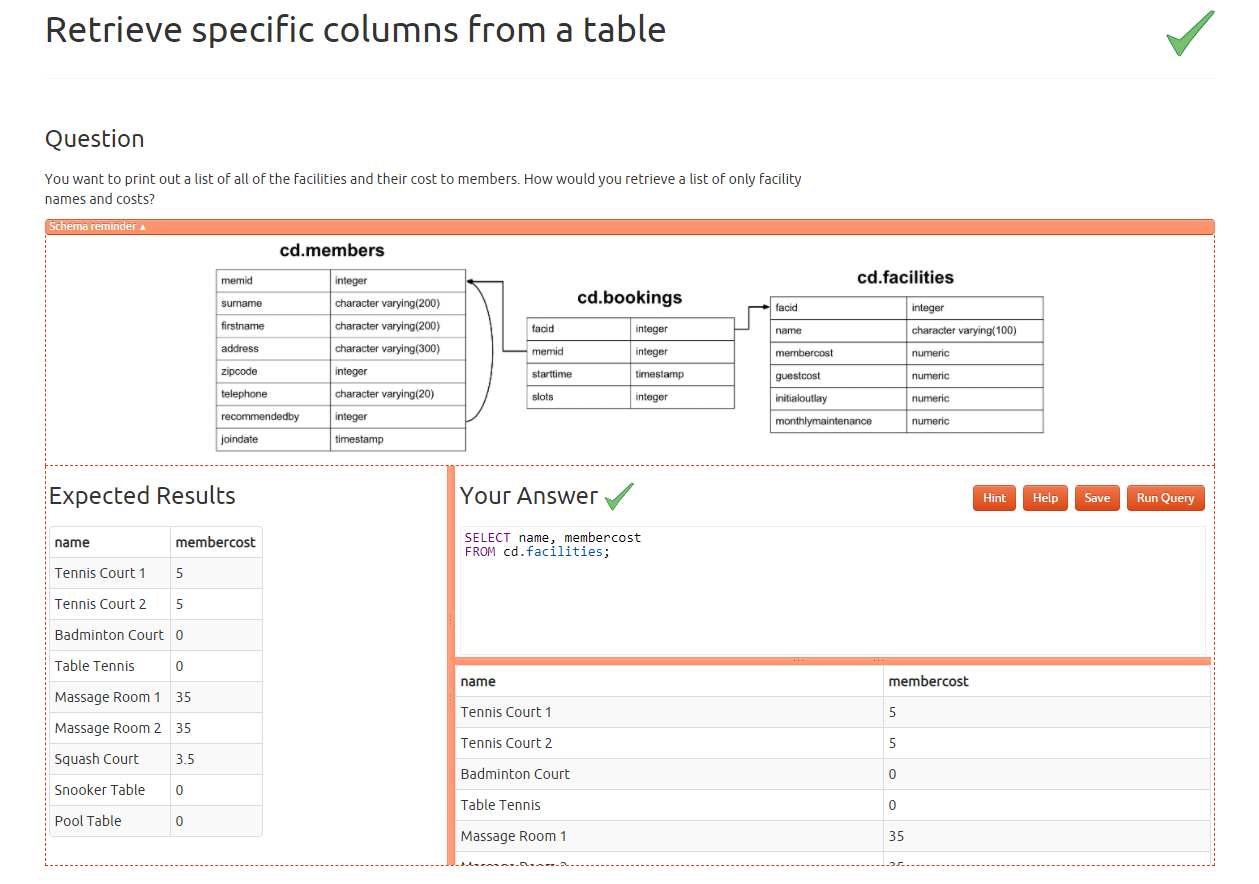 Retrieve specific columns from a table
Question
You want to print out a list of all of the facilities and their cost to members. How would you retrieve a list of only facility
names and costs?
Schema reminder ▴
cd.members
memid integer
surname character varying(200)
firstname character varying(200)
address character varying(300)
zipcode integer
telephone character varying(20)
recommendedby integer
joindate timestamp
cd.bookings
facid integer
memid integer
starttime timestamp
slots integer
cd.facilities
facid integer
name character varying(100)
membercost numeric
guestcost numeric
initialoutlay numeric
monthlymaintenance numeric
Expected Results
name membercost
Tennis Court 1 5
Tennis Court 2 5
Badminton Court 0
Table Tennis 0
Massage Room 1 35
Massage Room 2 35
Squash Court 3.5
Snooker Table 0
Pool Table 0
Your Answer
Hint Help Save Run Query
SELECT name, membercost
FROM cd.facilities;
name membercost
Tennis Court 1 5
Tennis Court 2 5
Badminton Court 0
Table Tennis 0
Massage Room 1 35